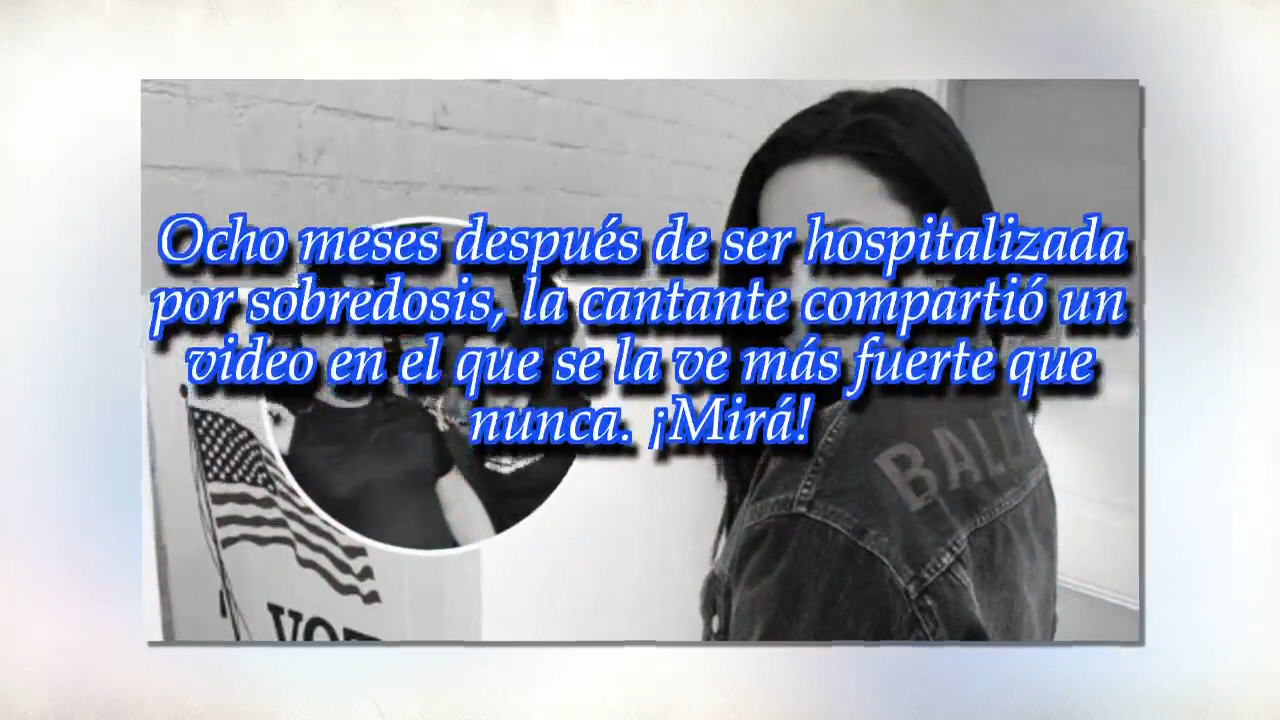 Ocho meses después de ser hospitalizada
por sobredosis, la cantante compartió un
video en el que se la ve más fuerte que
nunca. ¡Mirá!